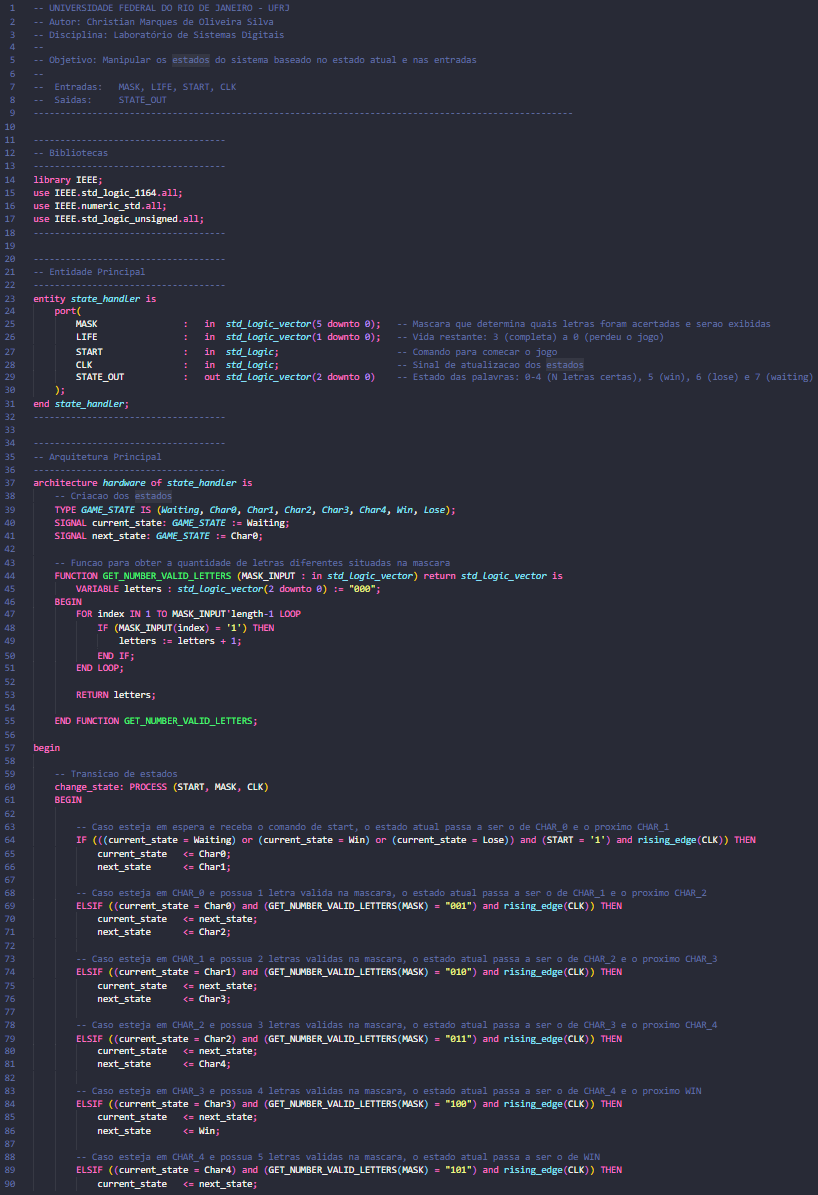 1 -- UNIVERSIDADE FEDERAL DO RIO DE JANEIRO - UFRJ
2 -- Autor: Christian Marques de Oliveira Silva
3 -- Disciplina: Laboratório de Sistemas Digitais
4 --
5 -- Objetivo: Manipular os estados do sistema baseado no estado atual e nas entradas
6 --
7 -- Entradas: MASK, LIFE, START, CLK
8 -- Saidas: STATE_OUT
9 ------------------------------------------------------------------------------------------------------
10
11 ------------------------------------
12 -- Bibliotecas
13 ------------------------------------
14 library IEEE;
15 use IEEE.std_logic_1164.all;
16 use IEEE.numeric_std.all;
17 use IEEE.std_logic_unsigned.all;
18 ------------------------------------
19
20 ------------------------------------
21 -- Entidade Principal
22 ------------------------------------
23 entity state_handler is
24 port(
25 MASK : in std_logic_vector(5 downto 0); -- Mascara que determina quais letras foram acertadas e serao exibidas
26 LIFE : in std_logic_vector(1 downto 0); -- Vida restante: 3 (completa) a 0 (perdeu o jogo)
27 START : in std_logic; -- Comando para comecar o jogo
28 CLK : in std_logic; -- Sinal de atualizacao dos estados
29 STATE_OUT : out std_logic_vector(2 downto 0) -- Estado das palavras: 0-4 (N letras certas), 5 (win), 6 (lose) e 7 (waiting)
30 );
31 end state_handler;
32 ------------------------------------
33
34 ------------------------------------
35 -- Arquitetura Principal
36 ------------------------------------
37 architecture hardware of state_handler is
38 -- Criacao dos estados
39 TYPE GAME_STATE IS (Waiting, Char0, Char1, Char2, Char3, Char4, Win, Lose);
40 SIGNAL current_state: GAME_STATE := Waiting;
41 SIGNAL next_state: GAME_STATE := Char0;
42
43 -- Funcao para obter a quantidade de letras diferentes situadas na mascara
44 FUNCTION GET_NUMBER_VALID_LETTERS (MASK_INPUT : in std_logic_vector) return std_logic_vector is
45 VARIABLE letters : std_logic_vector(2 downto 0) := "000";
46 BEGIN
47 FOR index IN 1 TO MASK_INPUT'length-1 LOOP
48 IF (MASK_INPUT(index) = '1') THEN
49 letters := letters + 1;
50 END IF;
51 END LOOP;
52
53 RETURN letters;
54
55 END FUNCTION GET_NUMBER_VALID_LETTERS;
56
57 begin
58
59 -- Transicao de estados
60 change_state: PROCESS (START, MASK, CLK)
61 BEGIN
62
63 -- Caso esteja em espera e receba o comando de start, o estado atual passa a ser o de CHAR_0 e o proximo CHAR_1
64 IF (((current_state = Waiting) or (current_state = Win) or (current_state = Lose)) and (START = '1') and rising_edge(CLK)) THEN
65 current_state <= Char0;
66 next_state <= Char1;
67
68 -- Caso esteja em CHAR_0 e possua 1 letra valida na mascara, o estado atual passa a ser o de CHAR_1 e o proximo CHAR_2
69 ELSIF ((current_state = Char0) and (GET_NUMBER_VALID_LETTERS(MASK) = "001") and rising_edge(CLK)) THEN
70 current_state <= next_state;
71 next_state <= Char2;
72
73 -- Caso esteja em CHAR_1 e possua 2 letras validas na mascara, o estado atual passa a ser o de CHAR_2 e o proximo CHAR_3
74 ELSIF ((current_state = Char1) and (GET_NUMBER_VALID_LETTERS(MASK) = "010") and rising_edge(CLK)) THEN
75 current_state <= next_state;
76 next_state <= Char3;
77
78 -- Caso esteja em CHAR_2 e possua 3 letras validas na mascara, o estado atual passa a ser o de CHAR_3 e o proximo CHAR_4
79 ELSIF ((current_state = Char2) and (GET_NUMBER_VALID_LETTERS(MASK) = "011") and rising_edge(CLK)) THEN
80 current_state <= next_state;
81 next_state <= Char4;
82
83 -- Caso esteja em CHAR_3 e possua 4 letras validas na mascara, o estado atual passa a ser o de CHAR_4 e o proximo WIN
84 ELSIF ((current_state = Char3) and (GET_NUMBER_VALID_LETTERS(MASK) = "100") and rising_edge(CLK)) THEN
85 current_state <= next_state;
86 next_state <= Win;
87
88 -- Caso esteja em CHAR_4 e possua 5 letras validas na mascara, o estado atual passa a ser o de WIN
89 ELSIF ((current_state = Char4) and (GET_NUMBER_VALID_LETTERS(MASK) = "101") and rising_edge(CLK)) THEN
90 current_state <= next_state;